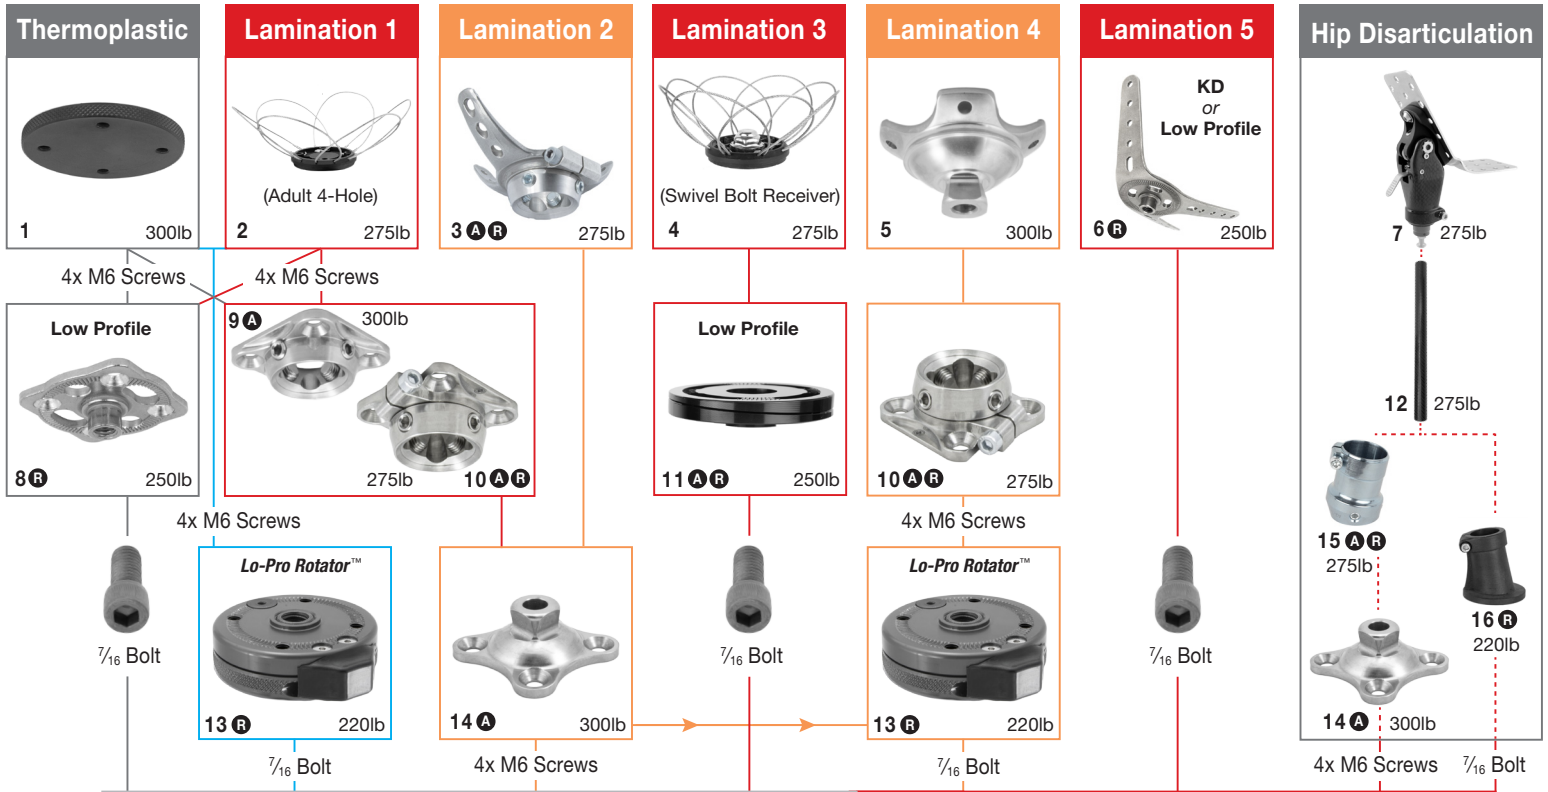 Thermoplastic
Lamination 1
Lamination 2
Lamination 3
Lamination 4
Lamination 5
Hip Disarticulation
1
300lb
(Adult 4-Hole)
2
275lb
3 A R
275lb
(Swivel Bolt Receiver)
4
275lb
5
300lb
KD
or
Low Profile
6 R
250lb
7
275lb
4x M6 Screws
4x M6 Screws
Low Profile
8 R
250lb
9 A
300lb
275lb
10 A R
Low Profile
11 A R
250lb
10 A R
275lb
12
275lb
15 A R
275lb
16 R
220lb
4x M6 Screws
4x M6 Screws
7/16 Bolt
Lo-Pro Rotator™
13 R
220lb
14 A
300lb
7/16 Bolt
Lo-Pro Rotator™
13 R
220lb
7/16 Bolt
14 A
300lb
7/16 Bolt
4x M6 Screws
7/16 Bolt
4x M6 Screws
7/16 Bolt